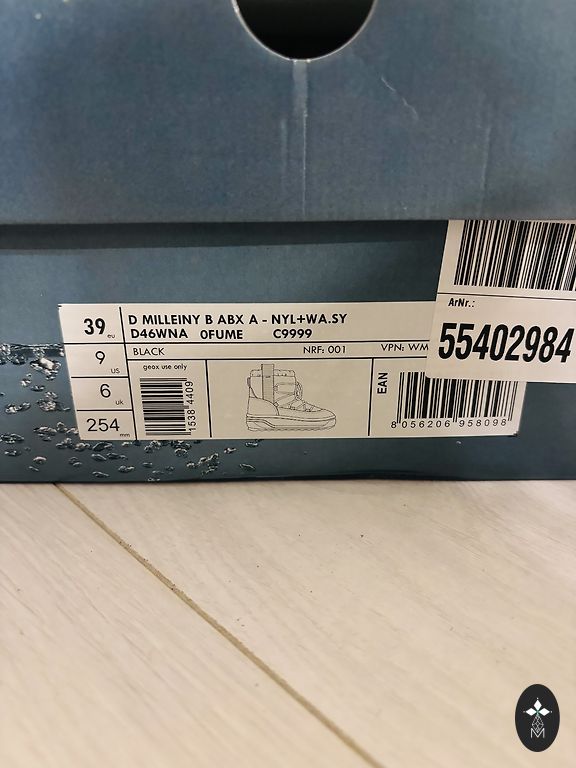 39 eu
D MILLEINY B ABX A - NYL+WA.SY
D46WNA 0FUME C9999
9 US
BLACK NRF: 001 VPN: WM
6 uk
geox use only
254 mm
1538 4409
EAN
8 056206 958098
ArNr.:
55402984
M